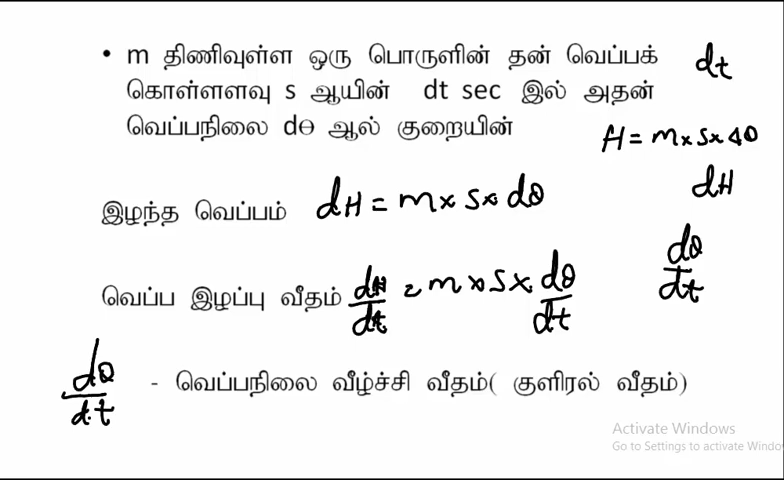 • m திணிவுள்ள ஒரு பொருளின் தன் வெப்பக்
கொள்ளளவு s ஆயின் dt sec இல் அதன்
வெப்பநிலை dθ ஆல் குறையின்
dt
H = m × s × Δθ
dH
இழந்த வெப்பம் dH = m × s × dθ
dθ/dt
வெப்ப இழப்பு வீதம் dH/dt = m × s × dθ/dt
dθ/dt - வெப்பநிலை வீழ்ச்சி வீதம்( குளிரல் வீதம்)
Activate Windows
Go to Settings to activate Windo